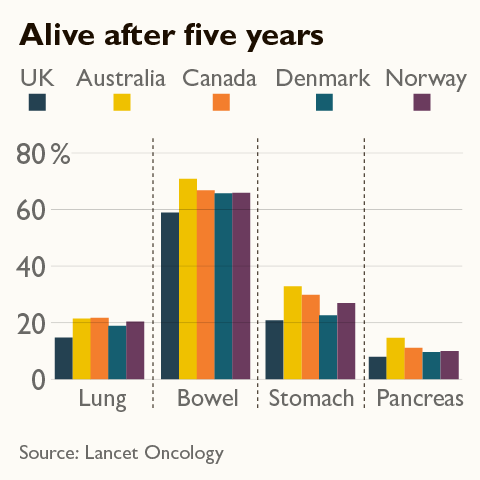 Alive after five years
UK Australia Canada Denmark Norway
80 %
60
40
20
0
Lung Bowel Stomach Pancreas
Source: Lancet Oncology